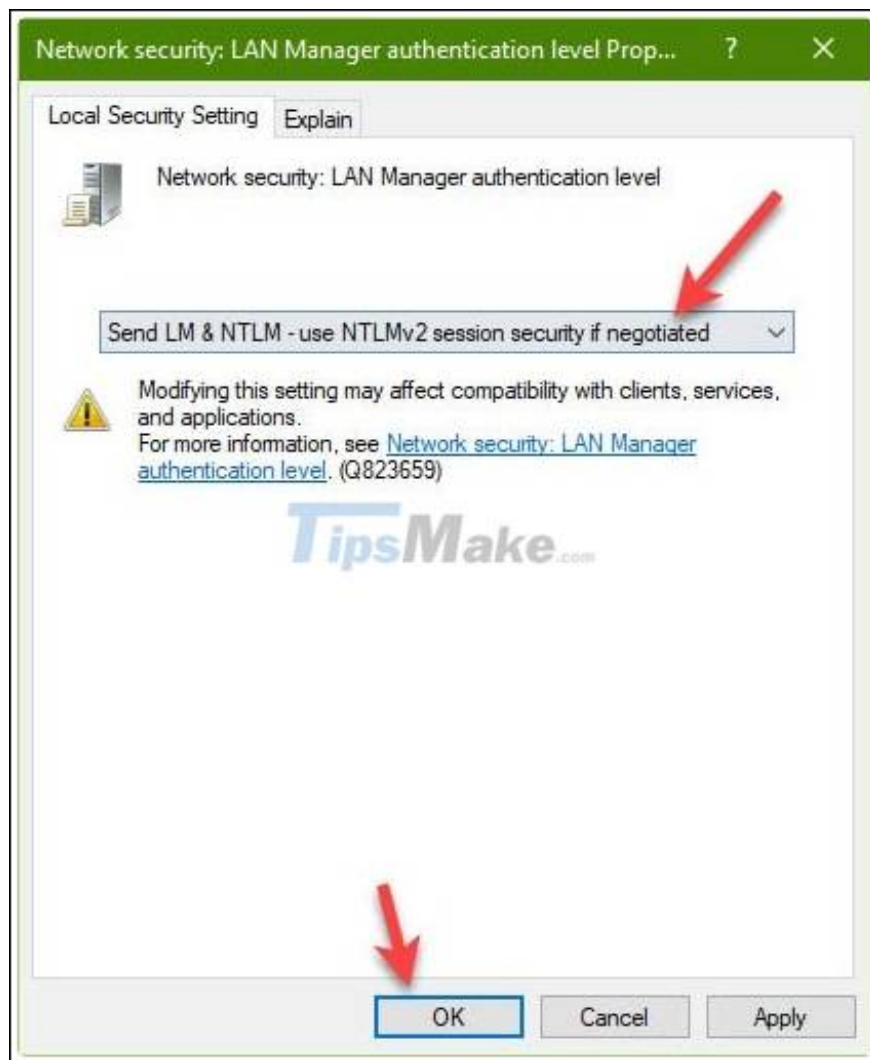 Network security: LAN Manager authentication level Prop... ?
Local Security Setting Explain
Network security: LAN Manager authentication level
Send LM & NTLM - use NTLMv2 session security if negotiated
Modifying this setting may affect compatibility with clients, services,
and applications.
For more information, see Network security: LAN Manager
authentication level. (Q823659)
TipsMake.com
OK Cancel Apply